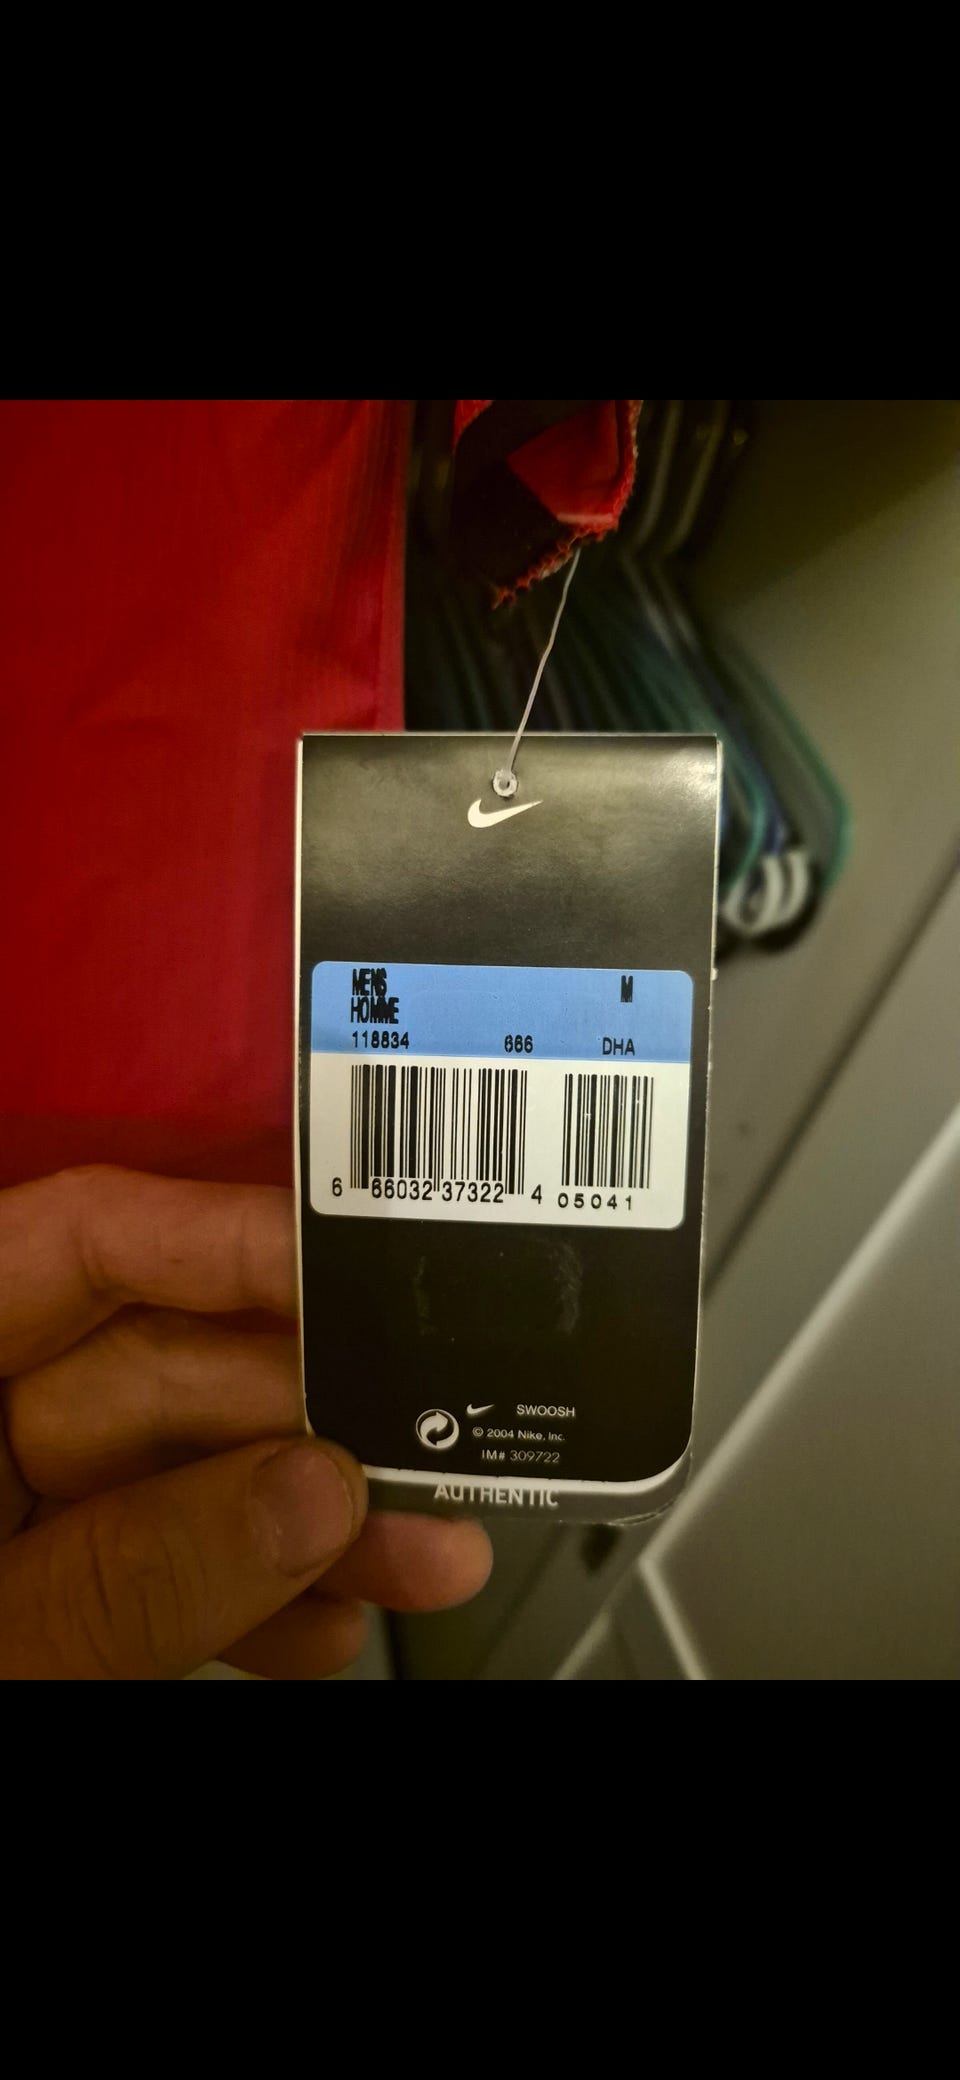 MENS M
HOMME
118834 666 DHA
6 66032 37322 4 05041
SWOOSH
© 2004 Nike, Inc.
IM# 309722
AUTHENTIC